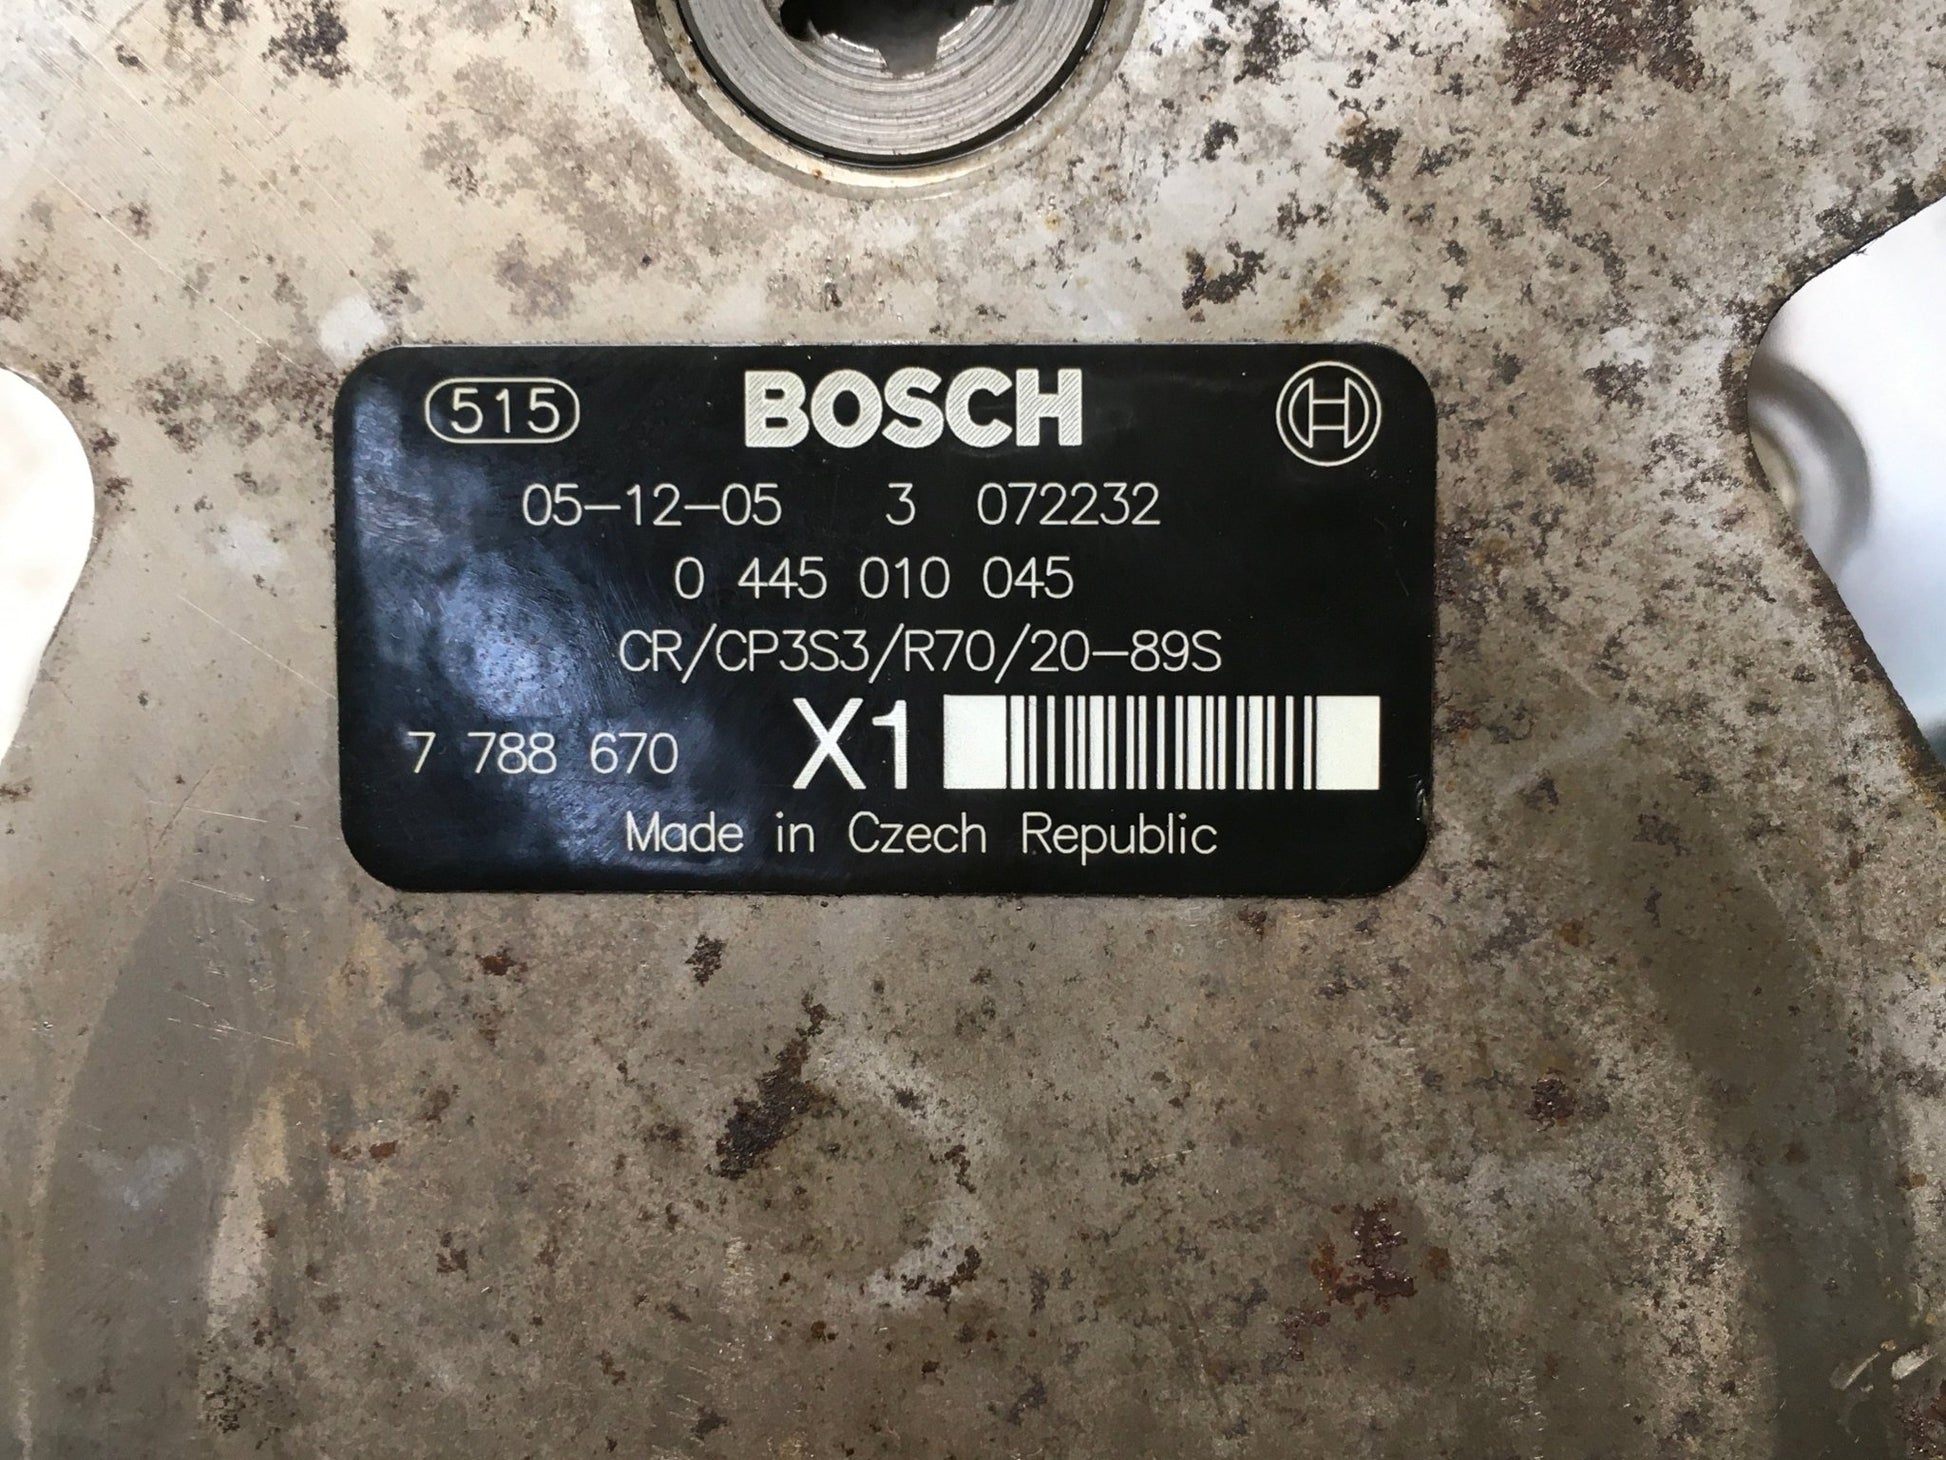 515 BOSCH
05-12-05 3 072232
0 445 010 045
CR/CP3S3/R70/20-89S
7 788 670 X1
Made in Czech Republic